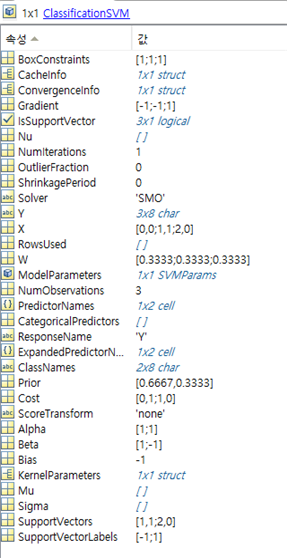 1x1 ClassificationSVM
속성 값
BoxConstraints [1;1;1]
CacheInfo 1x1 struct
ConvergenceInfo 1x1 struct
Gradient [-1;-1;1]
IsSupportVector 3x1 logical
Nu [ ]
NumIterations 1
OutlierFraction 0
ShrinkagePeriod 0
Solver 'SMO'
Y 3x8 char
X [0,0;1,1;2,0]
RowsUsed [ ]
W [0.3333;0.3333;0.3333]
ModelParameters 1x1 SVMParams
NumObservations 3
PredictorNames 1x2 cell
CategoricalPredictors [ ]
ResponseName 'Y'
ExpandedPredictorN... 1x2 cell
ClassNames 2x8 char
Prior [0.6667,0.3333]
Cost [0,1;1,0]
ScoreTransform 'none'
Alpha [1;1]
Beta [1;-1]
Bias -1
KernelParameters 1x1 struct
Mu [ ]
Sigma [ ]
SupportVectors [1,1;2,0]
SupportVectorLabels [-1;1]